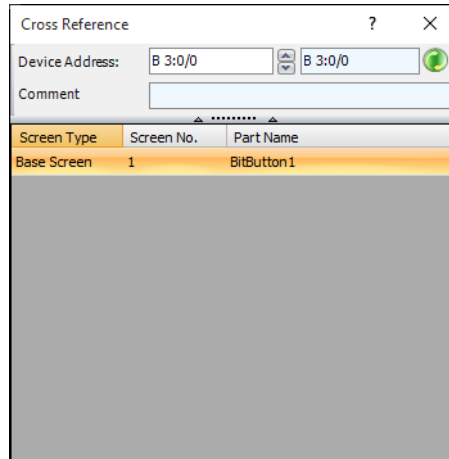 Cross Reference ?
Device Address: B 3:0/0 B 3:0/0
Comment
Screen Type Screen No. Part Name
Base Screen 1 BitButton1